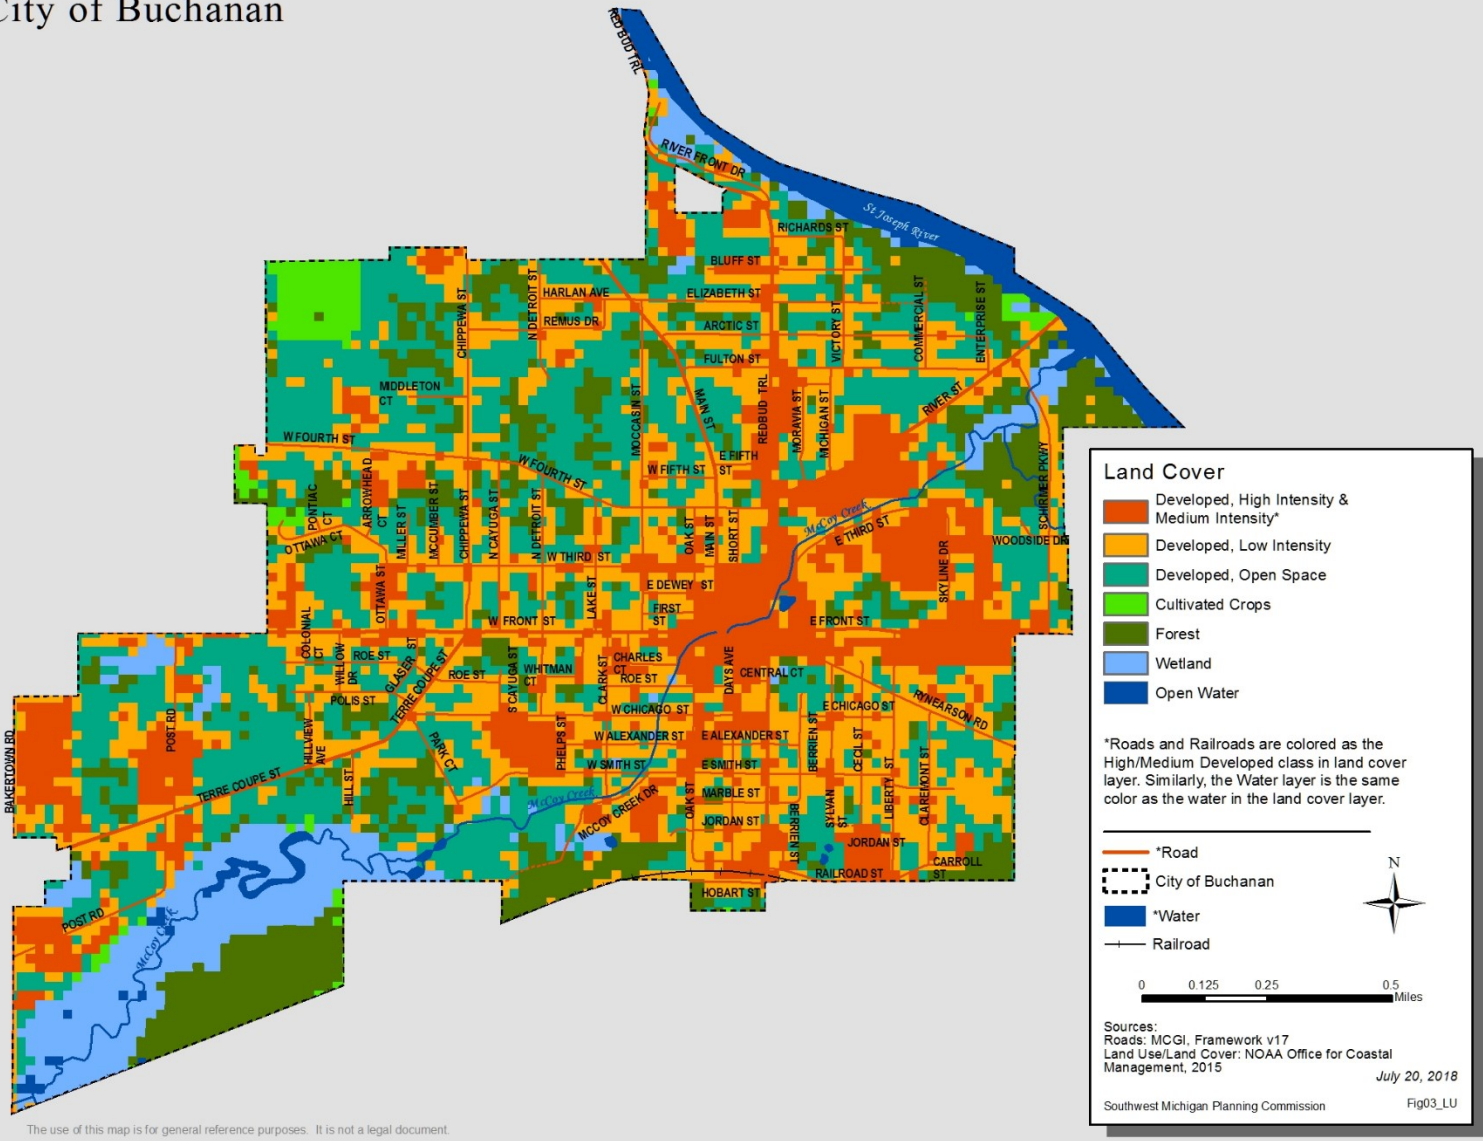 City of Buchanan
RED BUD TRL
RIVER FRONT DR
St Joseph River
RICHARDS ST
BLUFF ST
HARLAN AVE
ELIZABETH ST
REMUS DR
ARCTIC ST
CHIPPEWA ST
N DETROIT ST
VICTORY ST
COMMERCIAL ST
ENTERPRISE ST
FULTON ST
MIDDLETON
CT
MOCCASIN ST
MAIN ST
REDBUD TRL
MORAVIA ST
MICHIGAN ST
RIVER ST
W FOURTH ST
W FOURTH ST
W FIFTH ST
E FIFTH
ST
SCHIRMER PKWY
PONTIAC
CT
ARROWHEAD
CT
MILLER ST
MCCUMBER ST
CHIPPEWA ST
N CAYUGA ST
N DETROIT ST
OAK ST
MAIN ST
SHORT ST
McCoy Creek
E THIRD ST
OTTAWA CT
W THIRD ST
WOODSIDE DR
SKYLINE DR
OTTAWA ST
LAKE ST
E DEWEY ST
FIRST
ST
W FRONT ST
E FRONT ST
COLONIAL
CT
WILLOW
DR
ROE ST
GLASER ST
TERRE COUPE ST
ROE ST
S CAYUGA ST
WHITMAN
CT
CLARK ST
CHARLES
CT
ROE ST
DAYS AVE
CENTRAL CT
POLIS ST
W CHICAGO ST
E CHICAGO ST
RYNEARSON RD
POST RD
BAKERTOWN RD
HILLVIEW
AVE
PARK CT
PHELPS ST
W ALEXANDER ST
E ALEXANDER ST
BERRIEN ST
CECIL ST
W SMITH ST
E SMITH ST
TERRE COUPE ST
HILL ST
McCoy Creek
MCCOY CREEK DR
OAK ST
MARBLE ST
JORDAN ST
BERRIEN ST
SYLVAN
ST
LIBERTY ST
CLAREMONT ST
JORDAN ST
CARROLL
ST
RAILROAD ST
HOBART ST
POST RD
McCoy Creek
Land Cover
Developed, High Intensity &
Medium Intensity*
Developed, Low Intensity
Developed, Open Space
Cultivated Crops
Forest
Wetland
Open Water
*Roads and Railroads are colored as the
High/Medium Developed class in land cover
layer. Similarly, the Water layer is the same
color as the water in the land cover layer.
*Road
City of Buchanan
*Water
Railroad
N
0 0.125 0.25 0.5
Miles
Sources:
Roads: MCGI, Framework v17
Land Use/Land Cover: NOAA Office for Coastal
Management, 2015
July 20, 2018
Southwest Michigan Planning Commission
Fig03_LU
The use of this map is for general reference purposes. It is not a legal document.